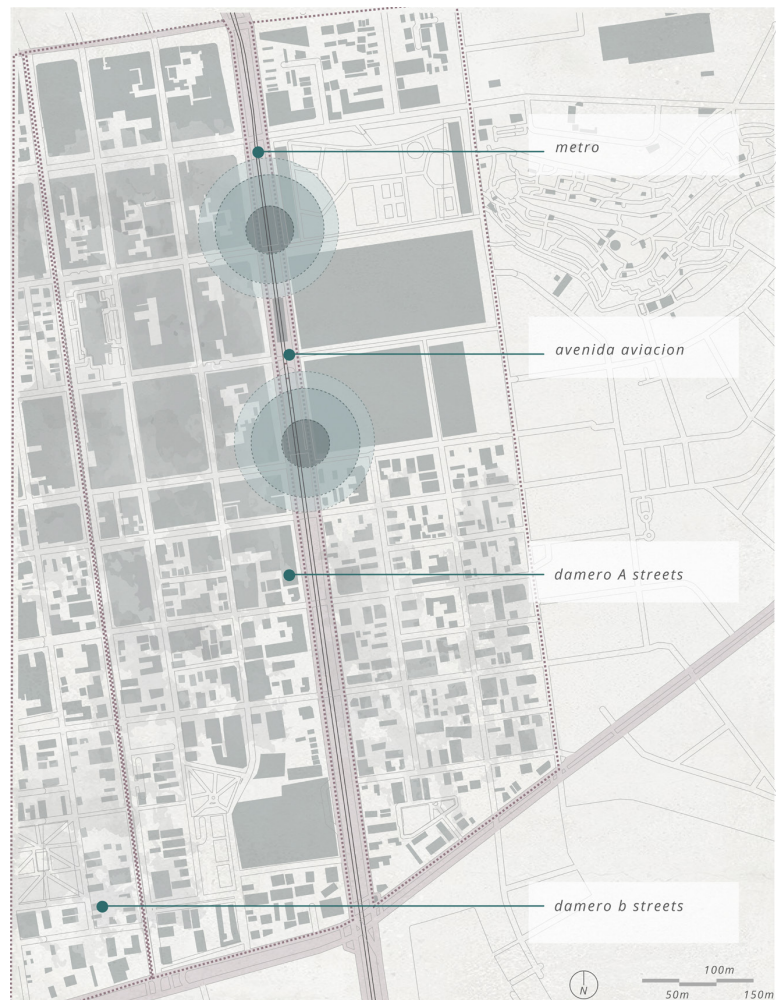 metro
avenida aviacion
damero A streets
damero b streets
N
100m
50m
150m